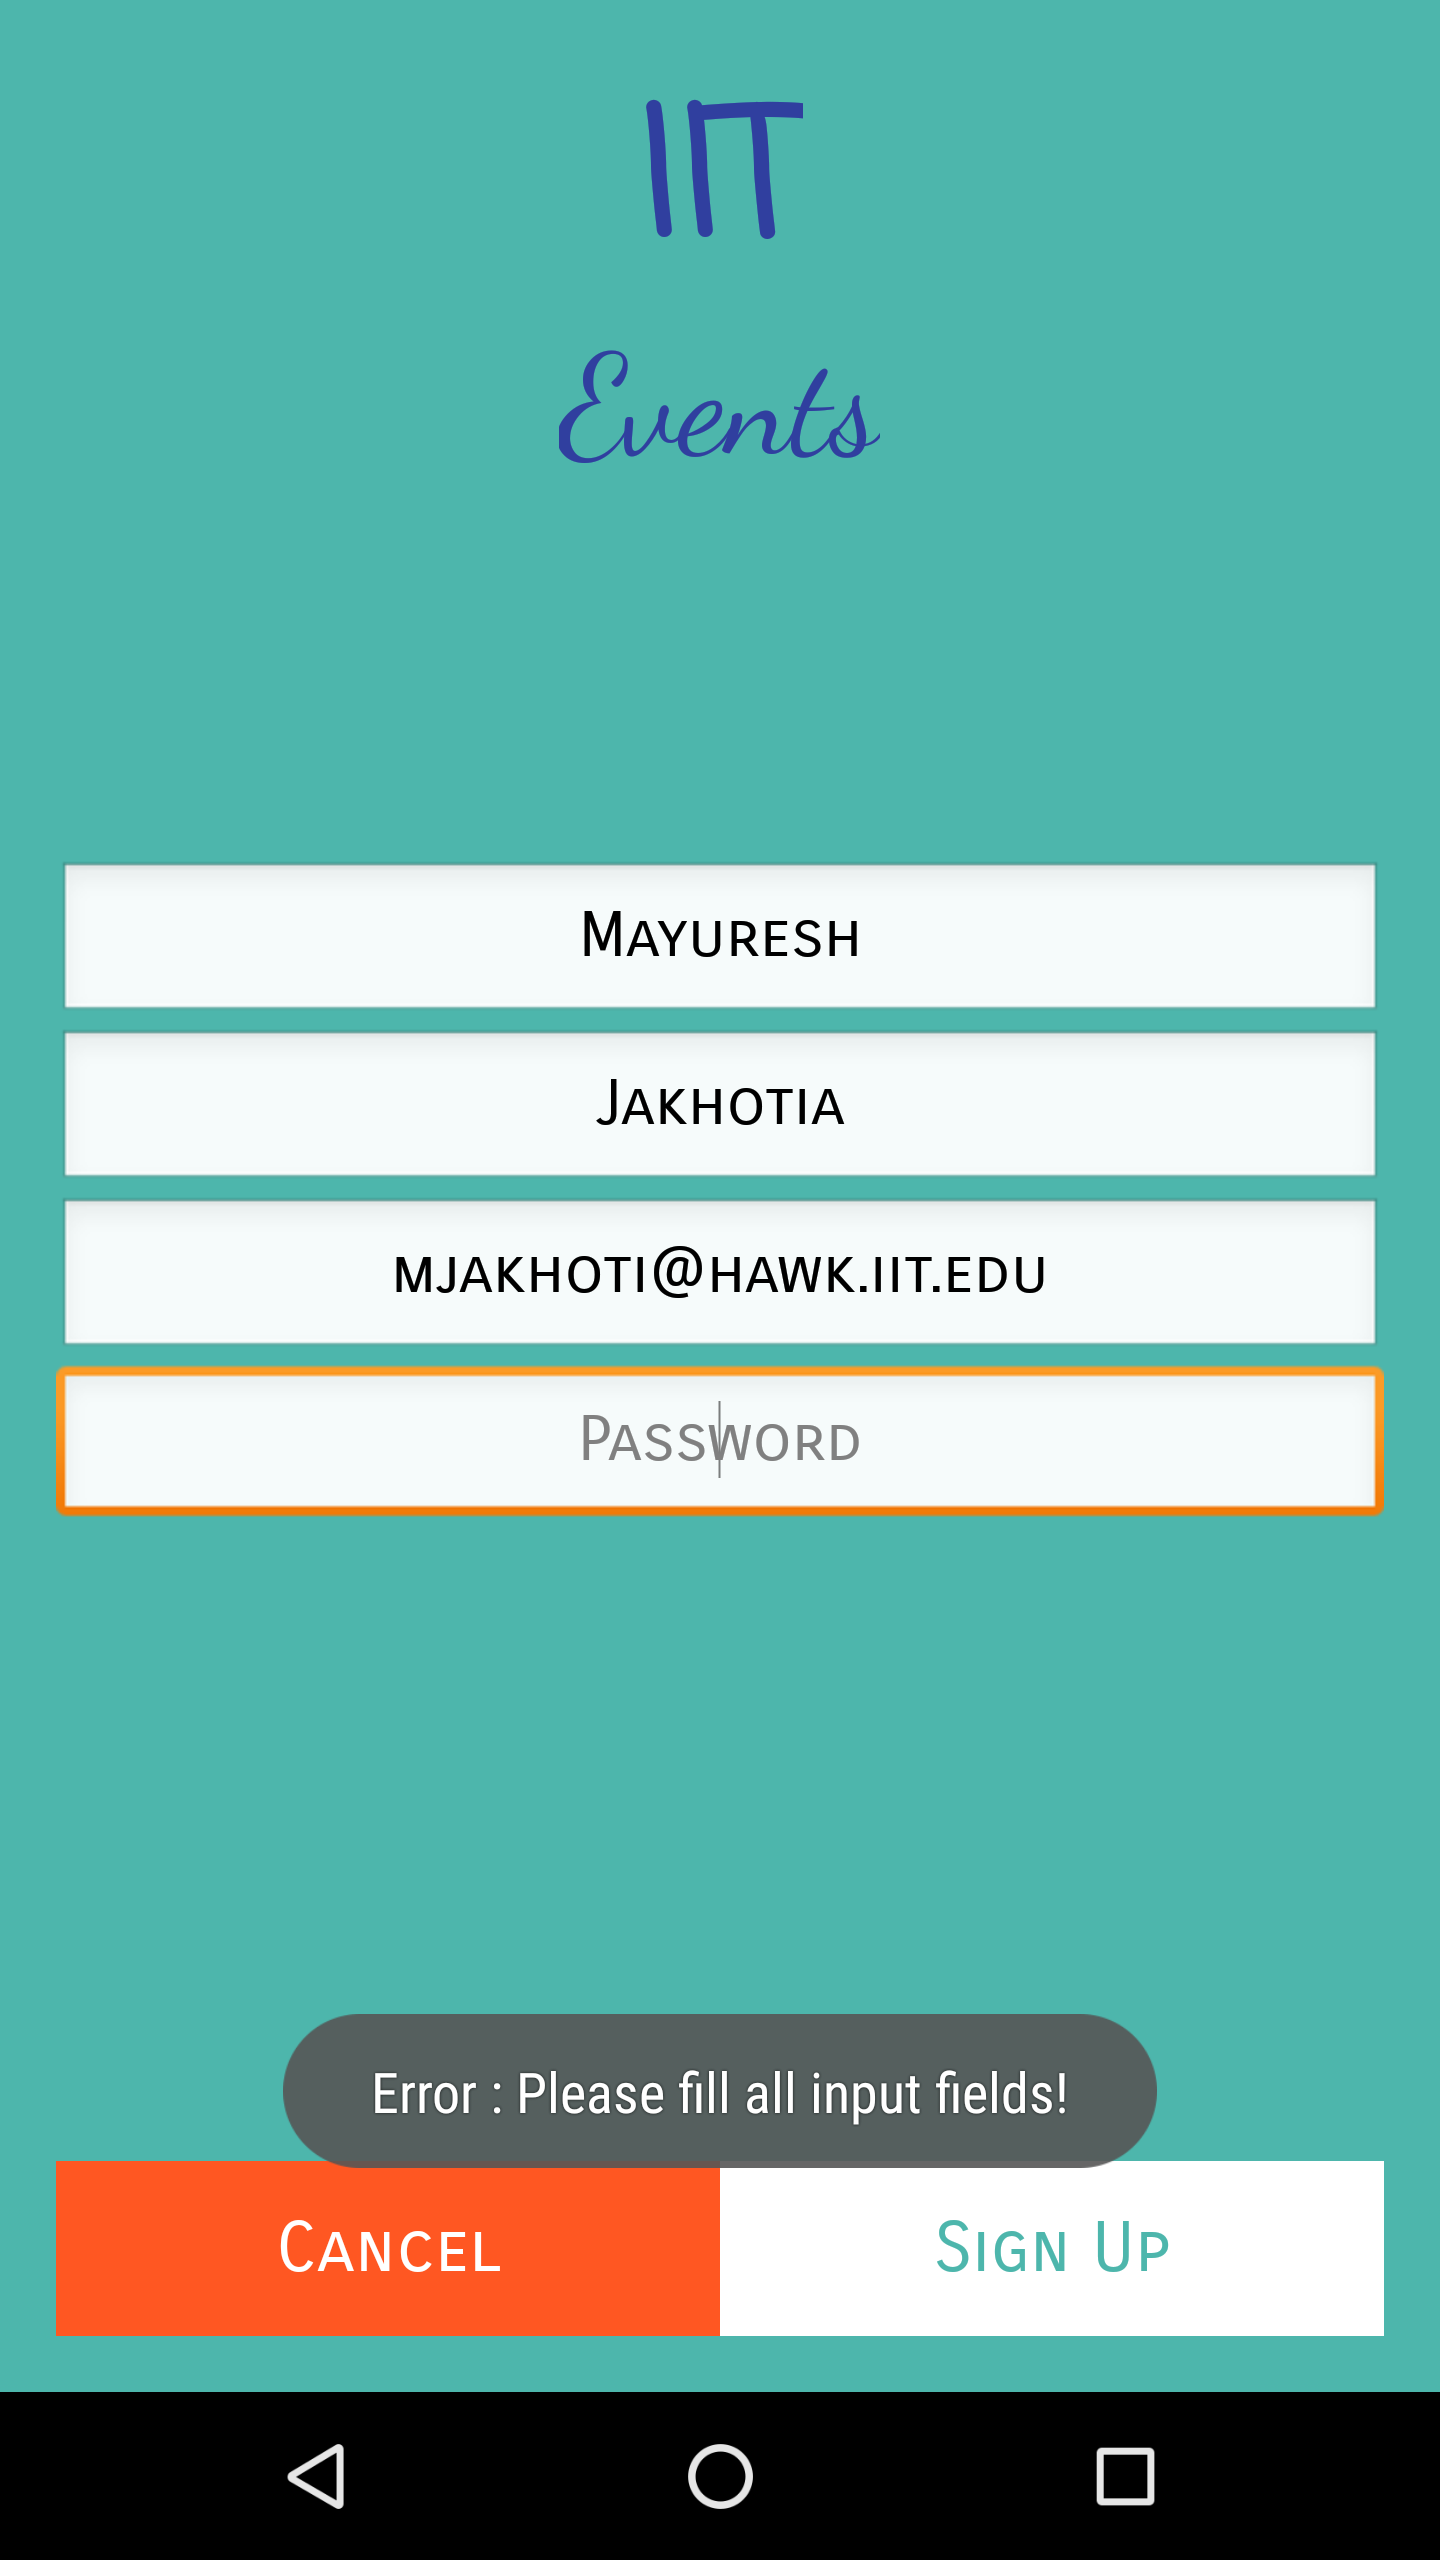 IIT
Events
Mayuresh
Jakhotia
mjakhoti@hawk.iit.edu
Password
Error : Please fill all input fields!
Cancel
Sign Up